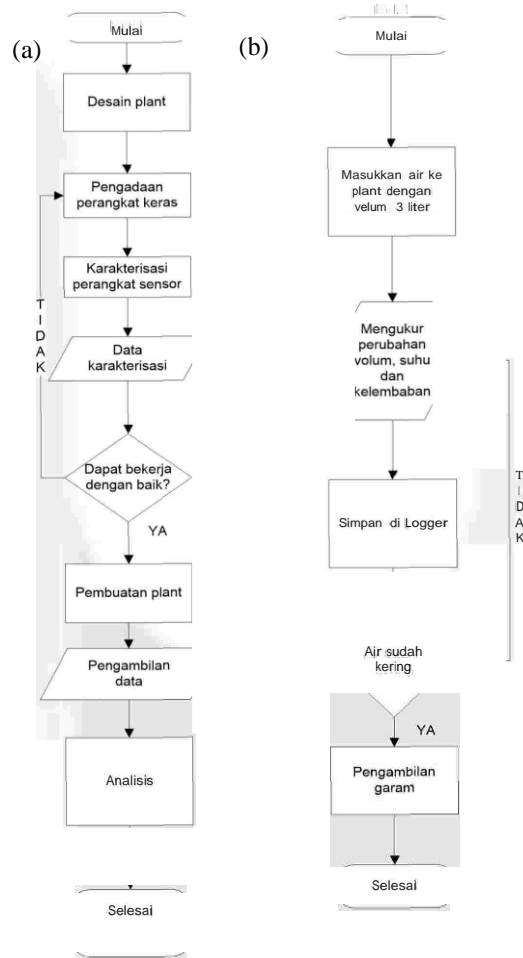 (a)
Mulai
Desain plant
Pengadaan
perangkat keras
Karakterisasi
perangkat sensor
Data
karakterisasi
TIDAK
Dapat bekerja
dengan baik?
YA
Pembuatan plant
Pengambilan
data
Analisis
Selesai
(b)
Mulai
Masukkan air ke
plant dengan
velum 3 liter
Mengukur
perubahan
volum, suhu
dan
kelembaban
Simpan di Logger
TIDAK
Air sudah
kering
YA
Pengambilan
garam
Selesai